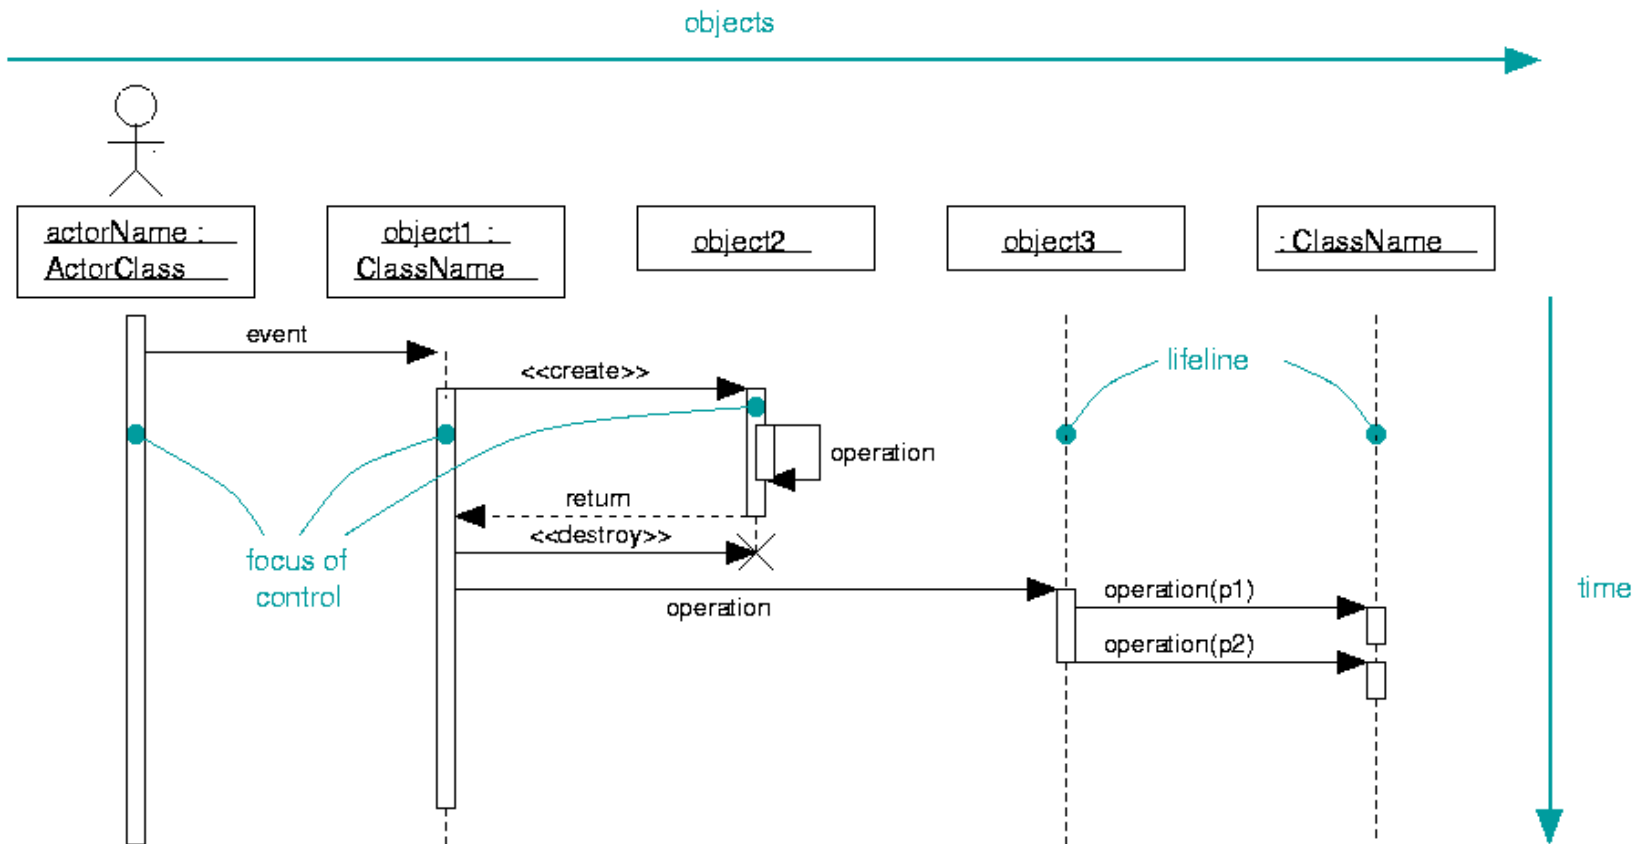 objects
actorName :
ActorClass
object1 :
ClassName
object2
object3
: ClassName
event
<<create>>
lifeline
operation
return
<<destroy>>
focus of
control
operation
operation(p1)
operation(p2)
time